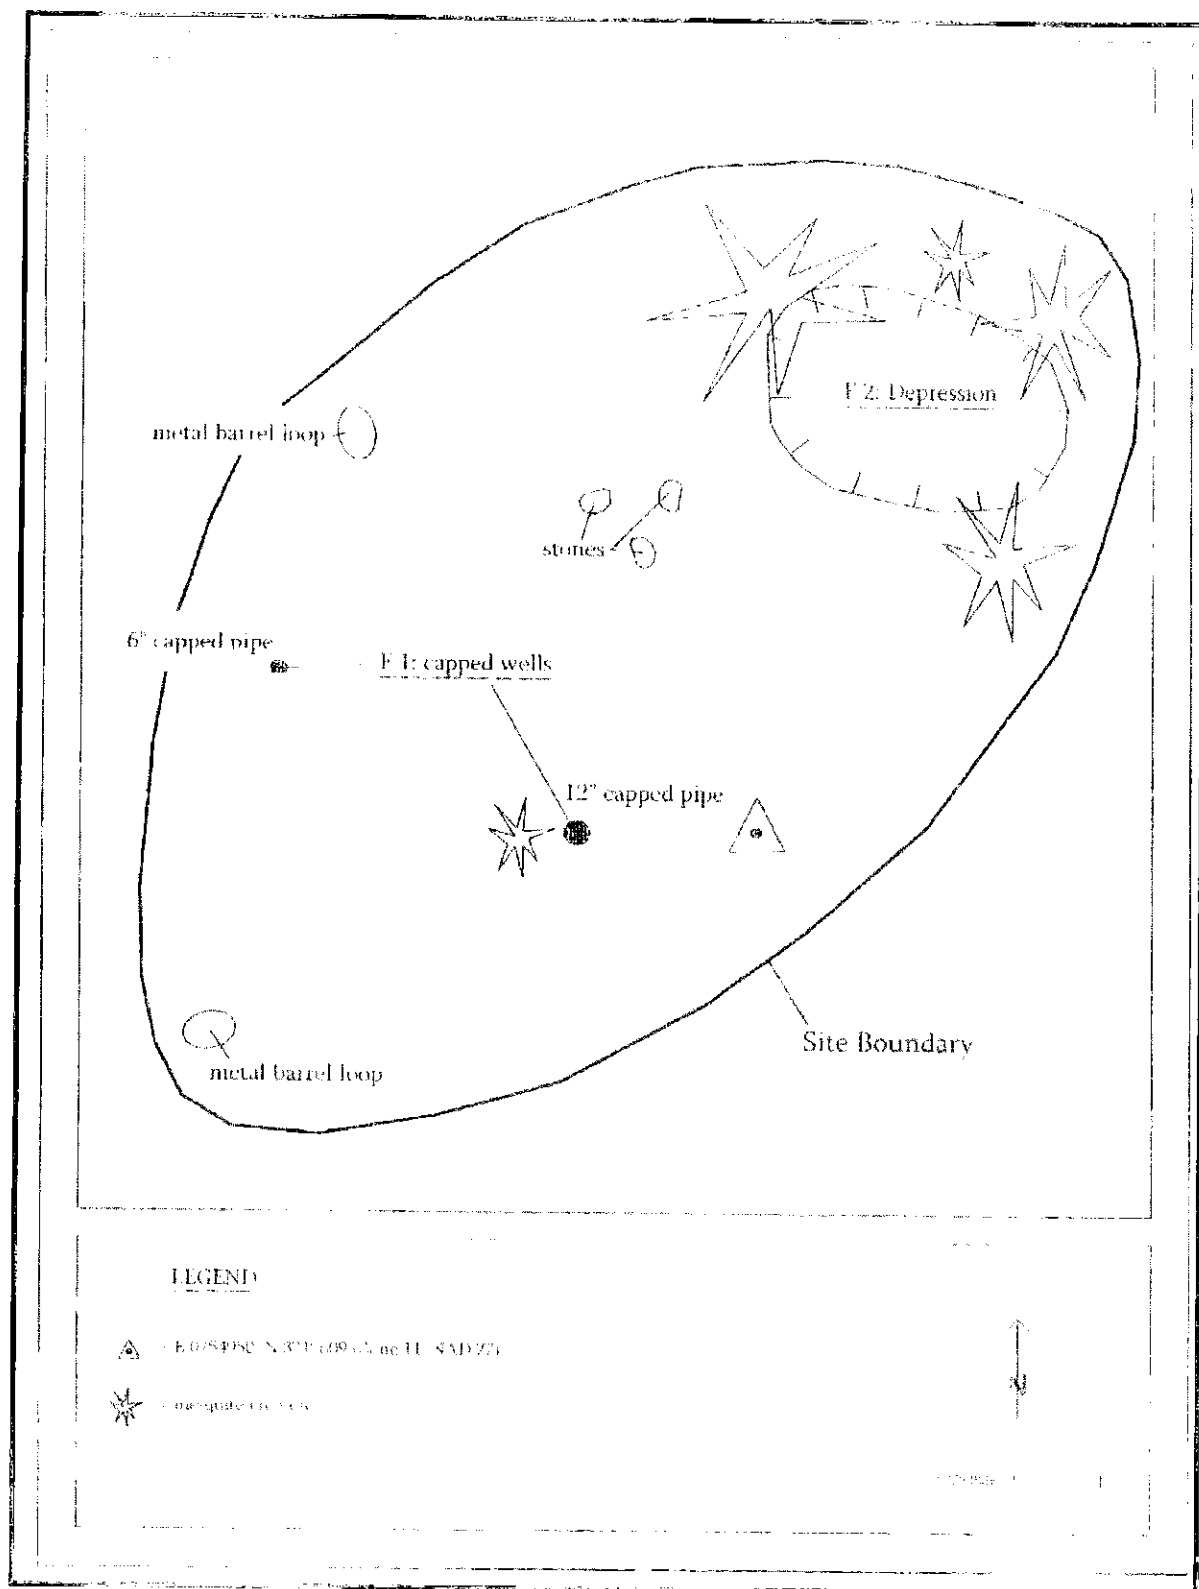 F 2: Depression
metal barrel loop
stones
6" capped pipe
F 1: capped wells
12" capped pipe
Site Boundary
metal barrel loop
LEGEND
mesquite
N